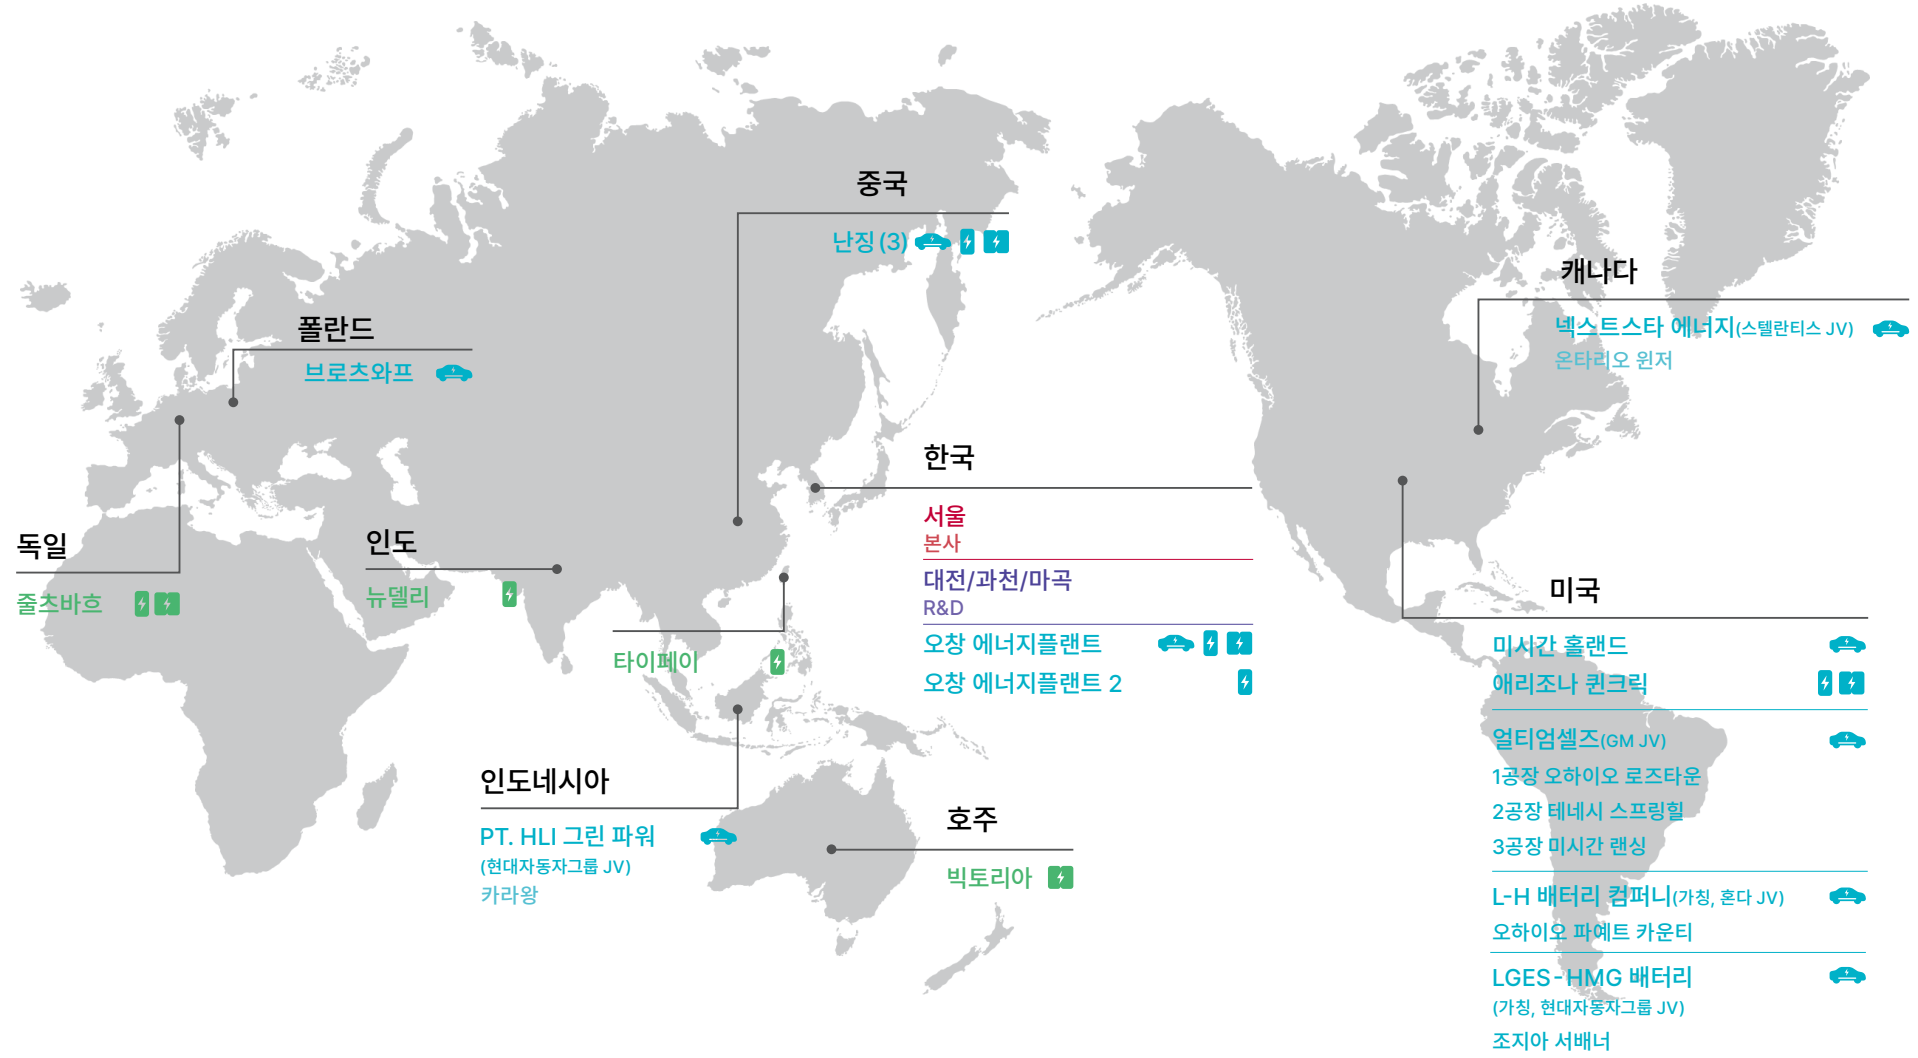 중국
난징 (3)
캐나다
넥스트스타 에너지(스텔란티스 JV)
온타리오 윈저
폴란드
브로츠와프
독일
줄츠바흐
인도
뉴델리
타이페이
한국
서울
본사
대전/과천/마곡
R&D
오창 에너지플랜트
오창 에너지플랜트 2
인도네시아
PT. HLI 그린 파워
(현대자동차그룹 JV)
카라왕
호주
빅토리아
미국
미시간 홀랜드
애리조나 퀸크릭
얼티엄셀즈(GM JV)
1공장 오하이오 로즈타운
2공장 테네시 스프링힐
3공장 미시간 랜싱
L-H 배터리 컴퍼니(가칭, 혼다 JV)
오하이오 파예트 카운티
LGES-HMG 배터리
(가칭, 현대자동차그룹 JV)
조지아 서배너